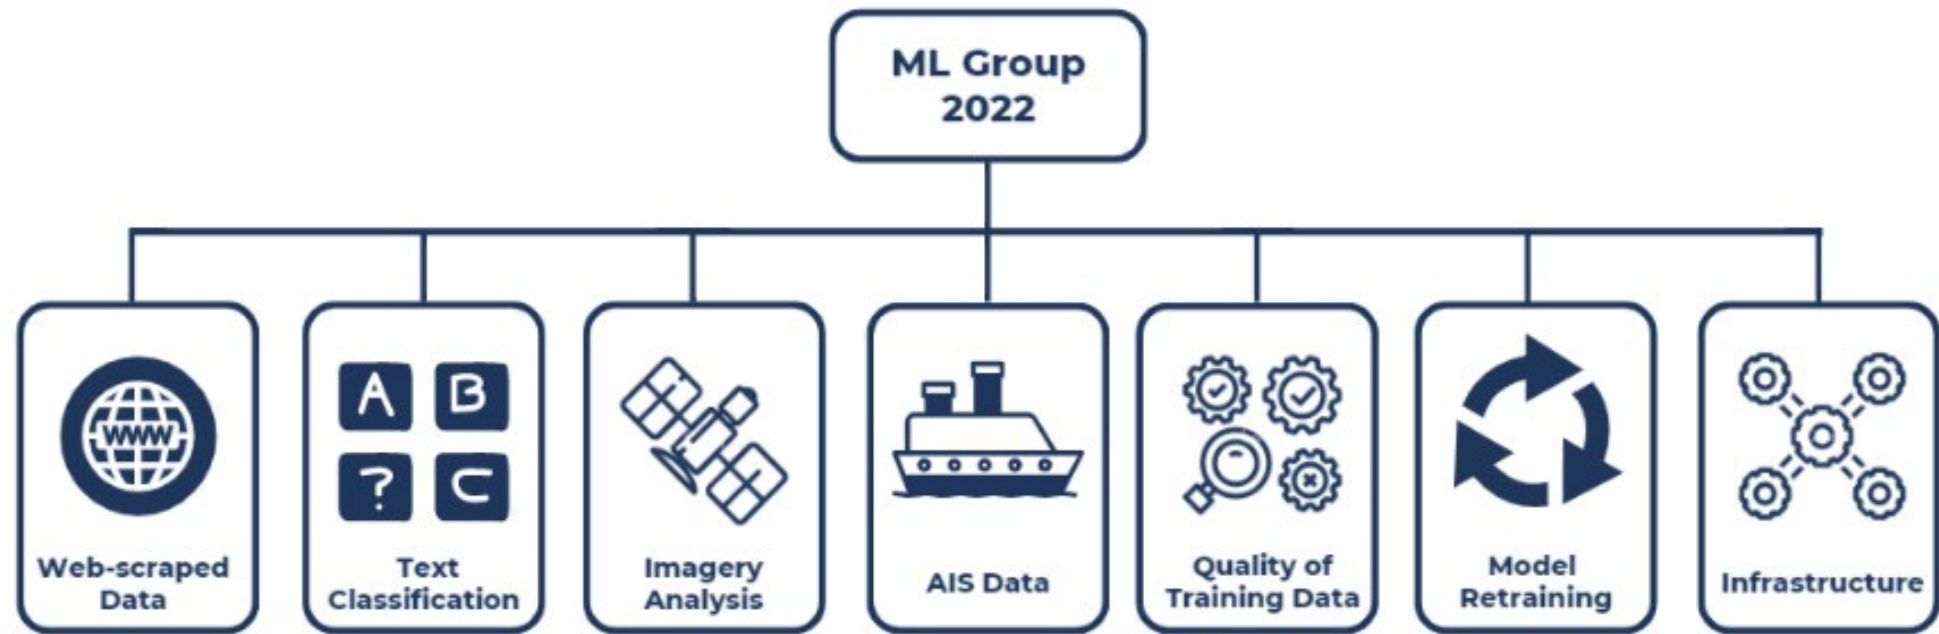 ML Group
2022
WWW
A B
? C
Web-scraped
Data
Text
Classification
Imagery
Analysis
AIS Data
Quality of
Training Data
Model
Retraining
Infrastructure